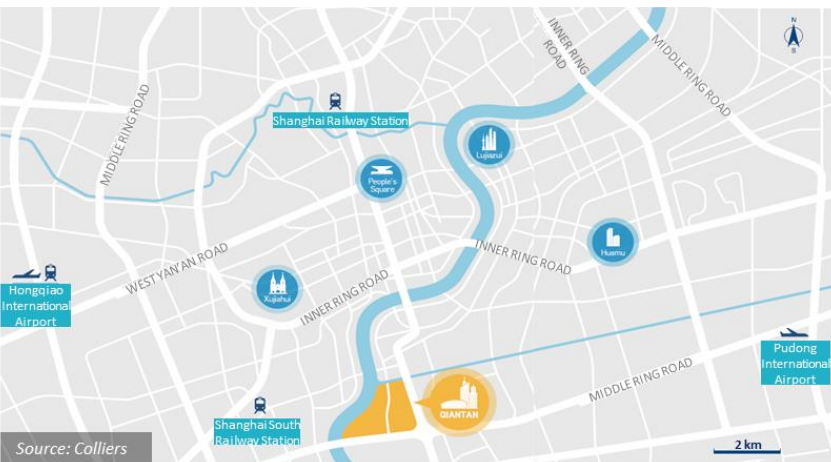 N
S
INNER RING
ROAD
MIDDLE RING ROAD
MIDDLE RING ROAD
Shanghai Railway Station
Lujiazui
People's
Square
WEST YAN'AN ROAD
INNER RING ROAD
Huamu
Hongqiao
International
Airport
Xujiahui
INNER RING ROAD
Pudong
International
Airport
MIDDLE RING ROAD
QIANTAN
Shanghai South
Railway Station
Source: Colliers
2 km